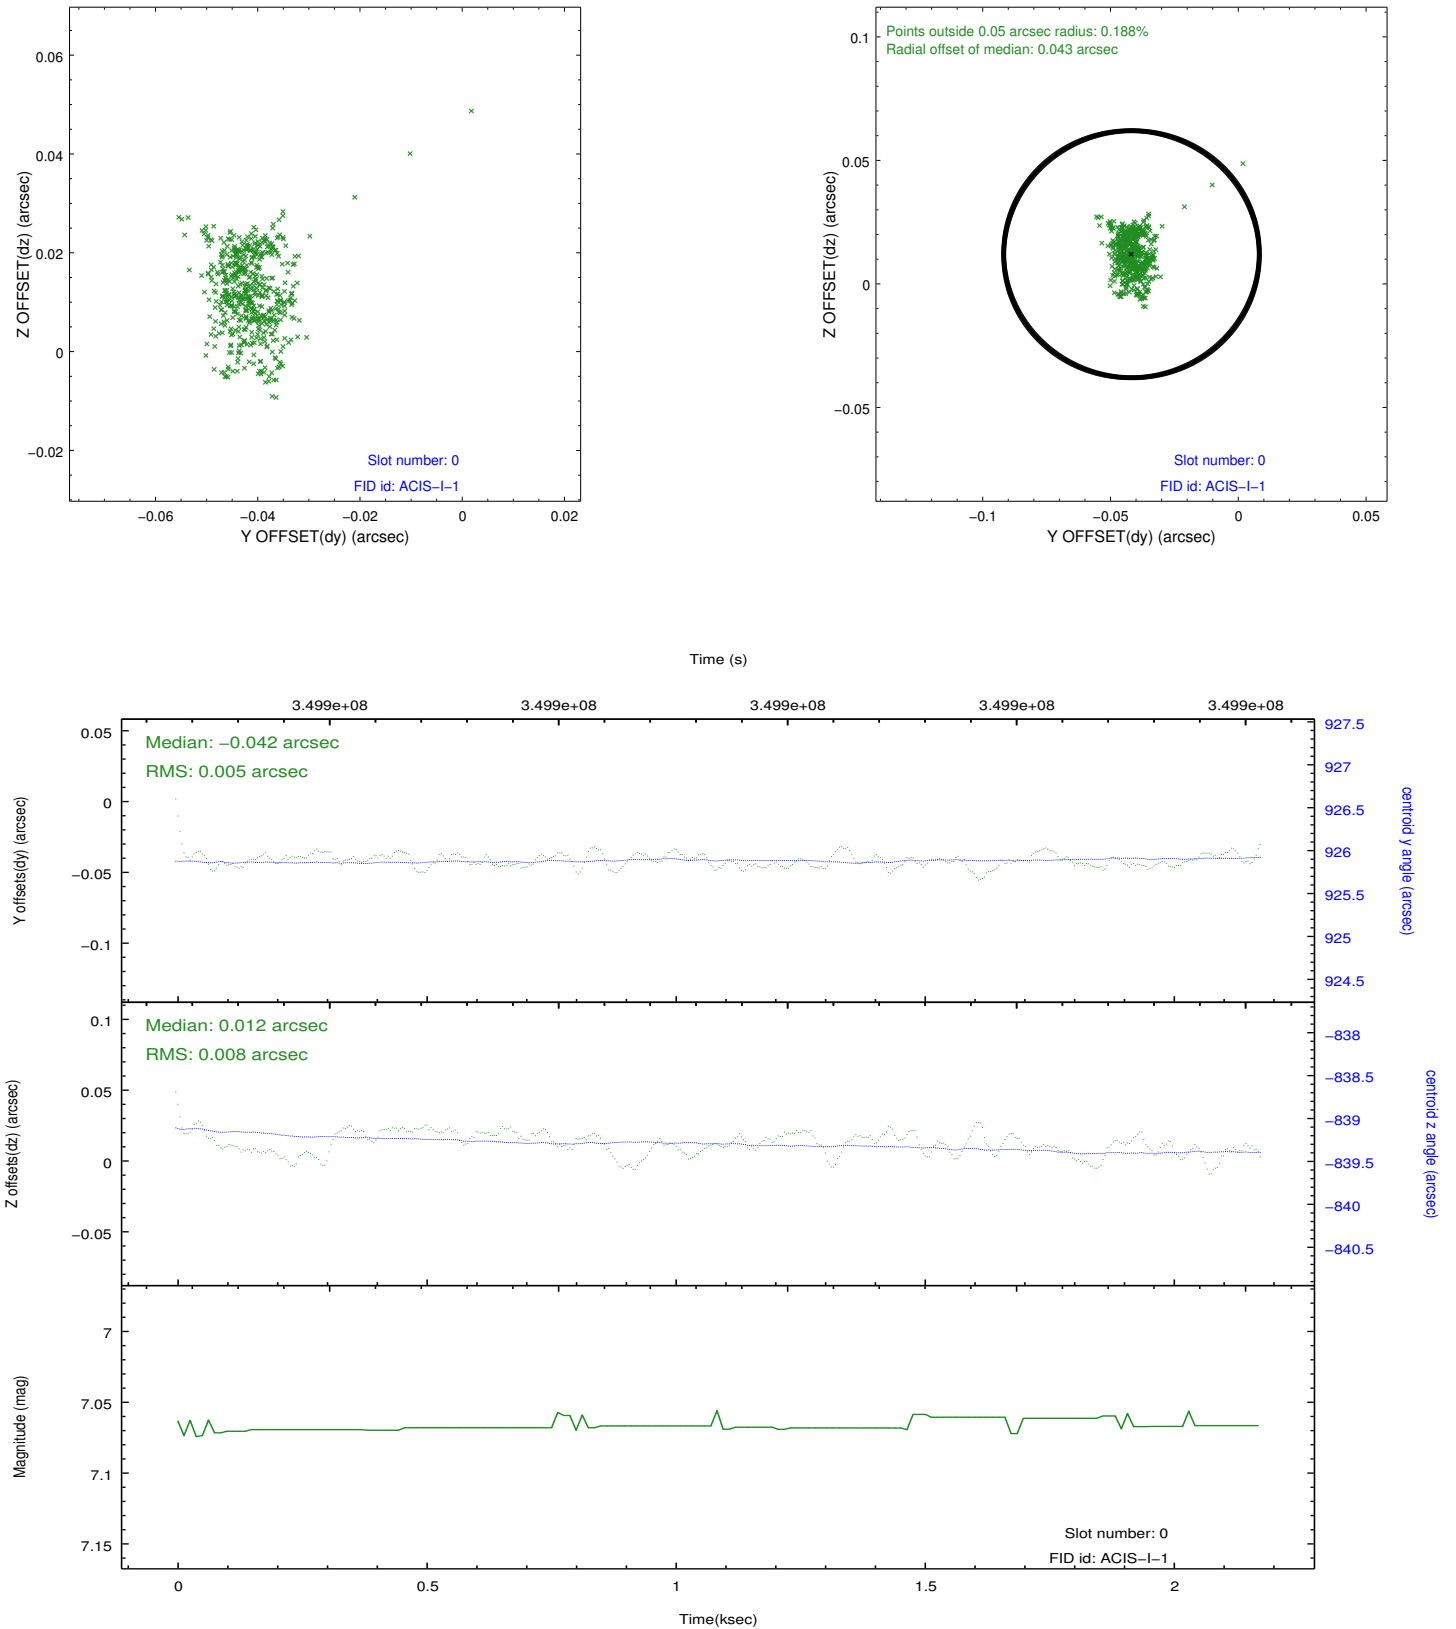 0.06
0.04
0.02
0
−0.02
Z OFFSET(dz) (arcsec)
Slot number: 0
FID id: ACIS−I−1
−0.06
−0.04
−0.02
0
0.02
Y OFFSET(dy) (arcsec)
Points outside 0.05 arcsec radius: 0.188%
Radial offset of median: 0.043 arcsec
0.1
0.05
0
−0.05
Z OFFSET(dz) (arcsec)
Slot number: 0
FID id: ACIS−I−1
−0.1
−0.05
0
0.05
Y OFFSET(dy) (arcsec)
Time (s)
3.499e+08
3.499e+08
3.499e+08
3.499e+08
3.499e+08
Median: −0.042 arcsec
RMS: 0.005 arcsec
0.05
0
−0.05
−0.1
Y offsets(dy) (arcsec)
927.5
927
926.5
926
925.5
925
924.5
centroid y angle (arcsec)
Median: 0.012 arcsec
RMS: 0.008 arcsec
0.1
0.05
0
−0.05
Z offsets(dz) (arcsec)
−838
−838.5
−839
−839.5
−840
−840.5
centroid z angle (arcsec)
7
7.05
7.1
7.15
Magnitude (mag)
Slot number: 0
FID id: ACIS−I−1
0
0.5
1
1.5
2
Time(ksec)